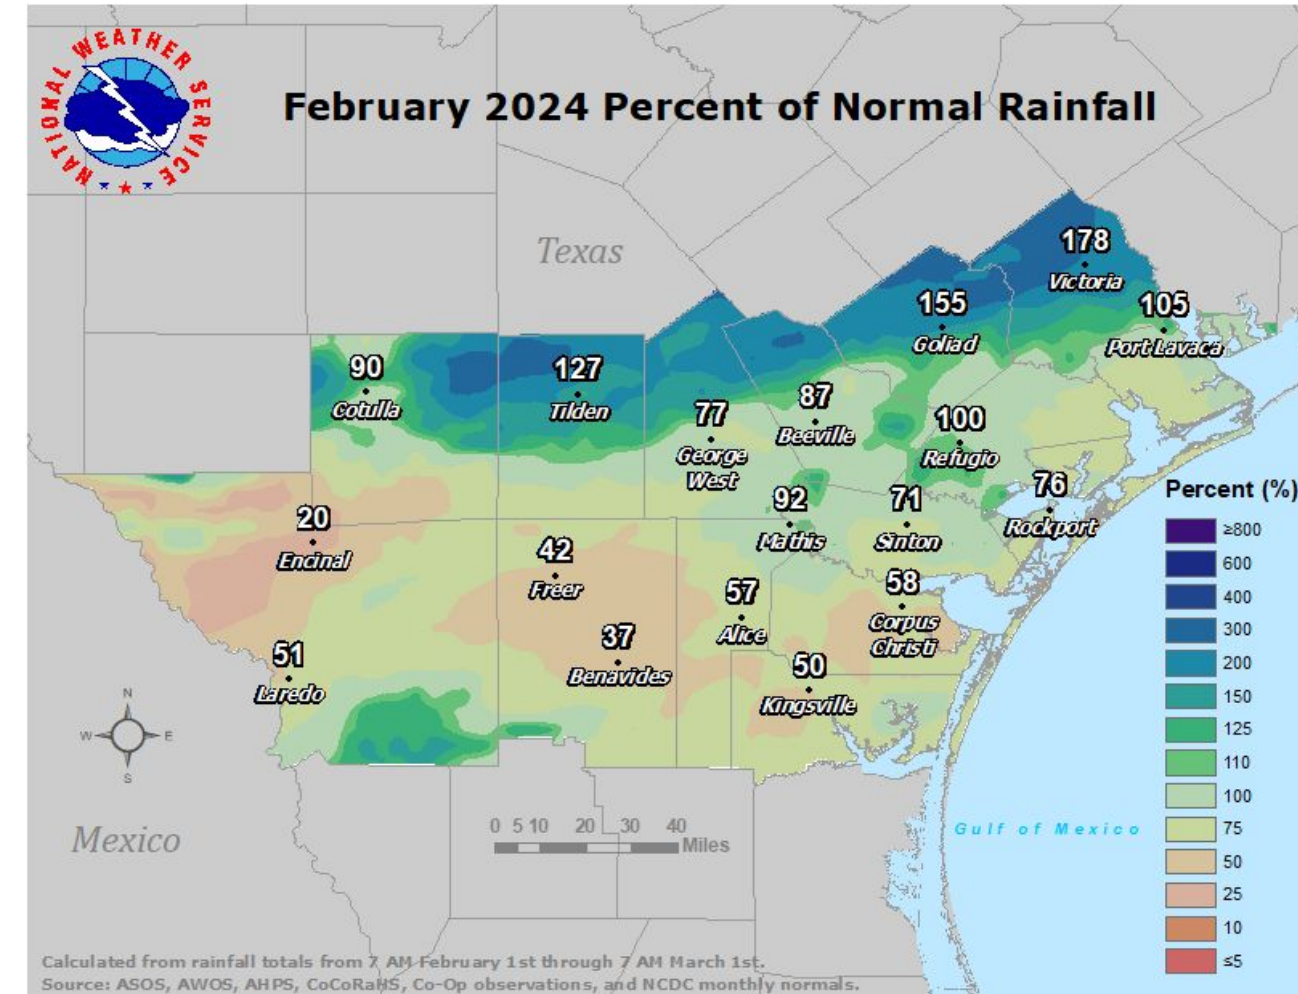 NATIONAL WEATHER SERVICE
February 2024 Percent of Normal Rainfall
Texas
178
Victoria
155
Goliad
105
Port Lavaca
90
Cotulla
127
Tilden
77
George
West
87
Beeville
100
Refugio
92
Mathis
71
Sinton
76
Rockport
20
Encinal
42
Freer
57
Alice
58
Corpus
Christi
37
Benavides
51
Laredo
50
Kingsville
Percent (%)
≥800
600
400
300
200
150
125
110
100
75
50
25
10
≤5
N
W E
S
Mexico
0 5 10 20 30 40
Miles
Gulf of Mexico
Calculated from rainfall totals from 7 AM February 1st through 7 AM March 1st.
Source: ASOS, AWOS, AHPS, CoCoRaHS, Co-Op observations, and NCDC monthly normals.